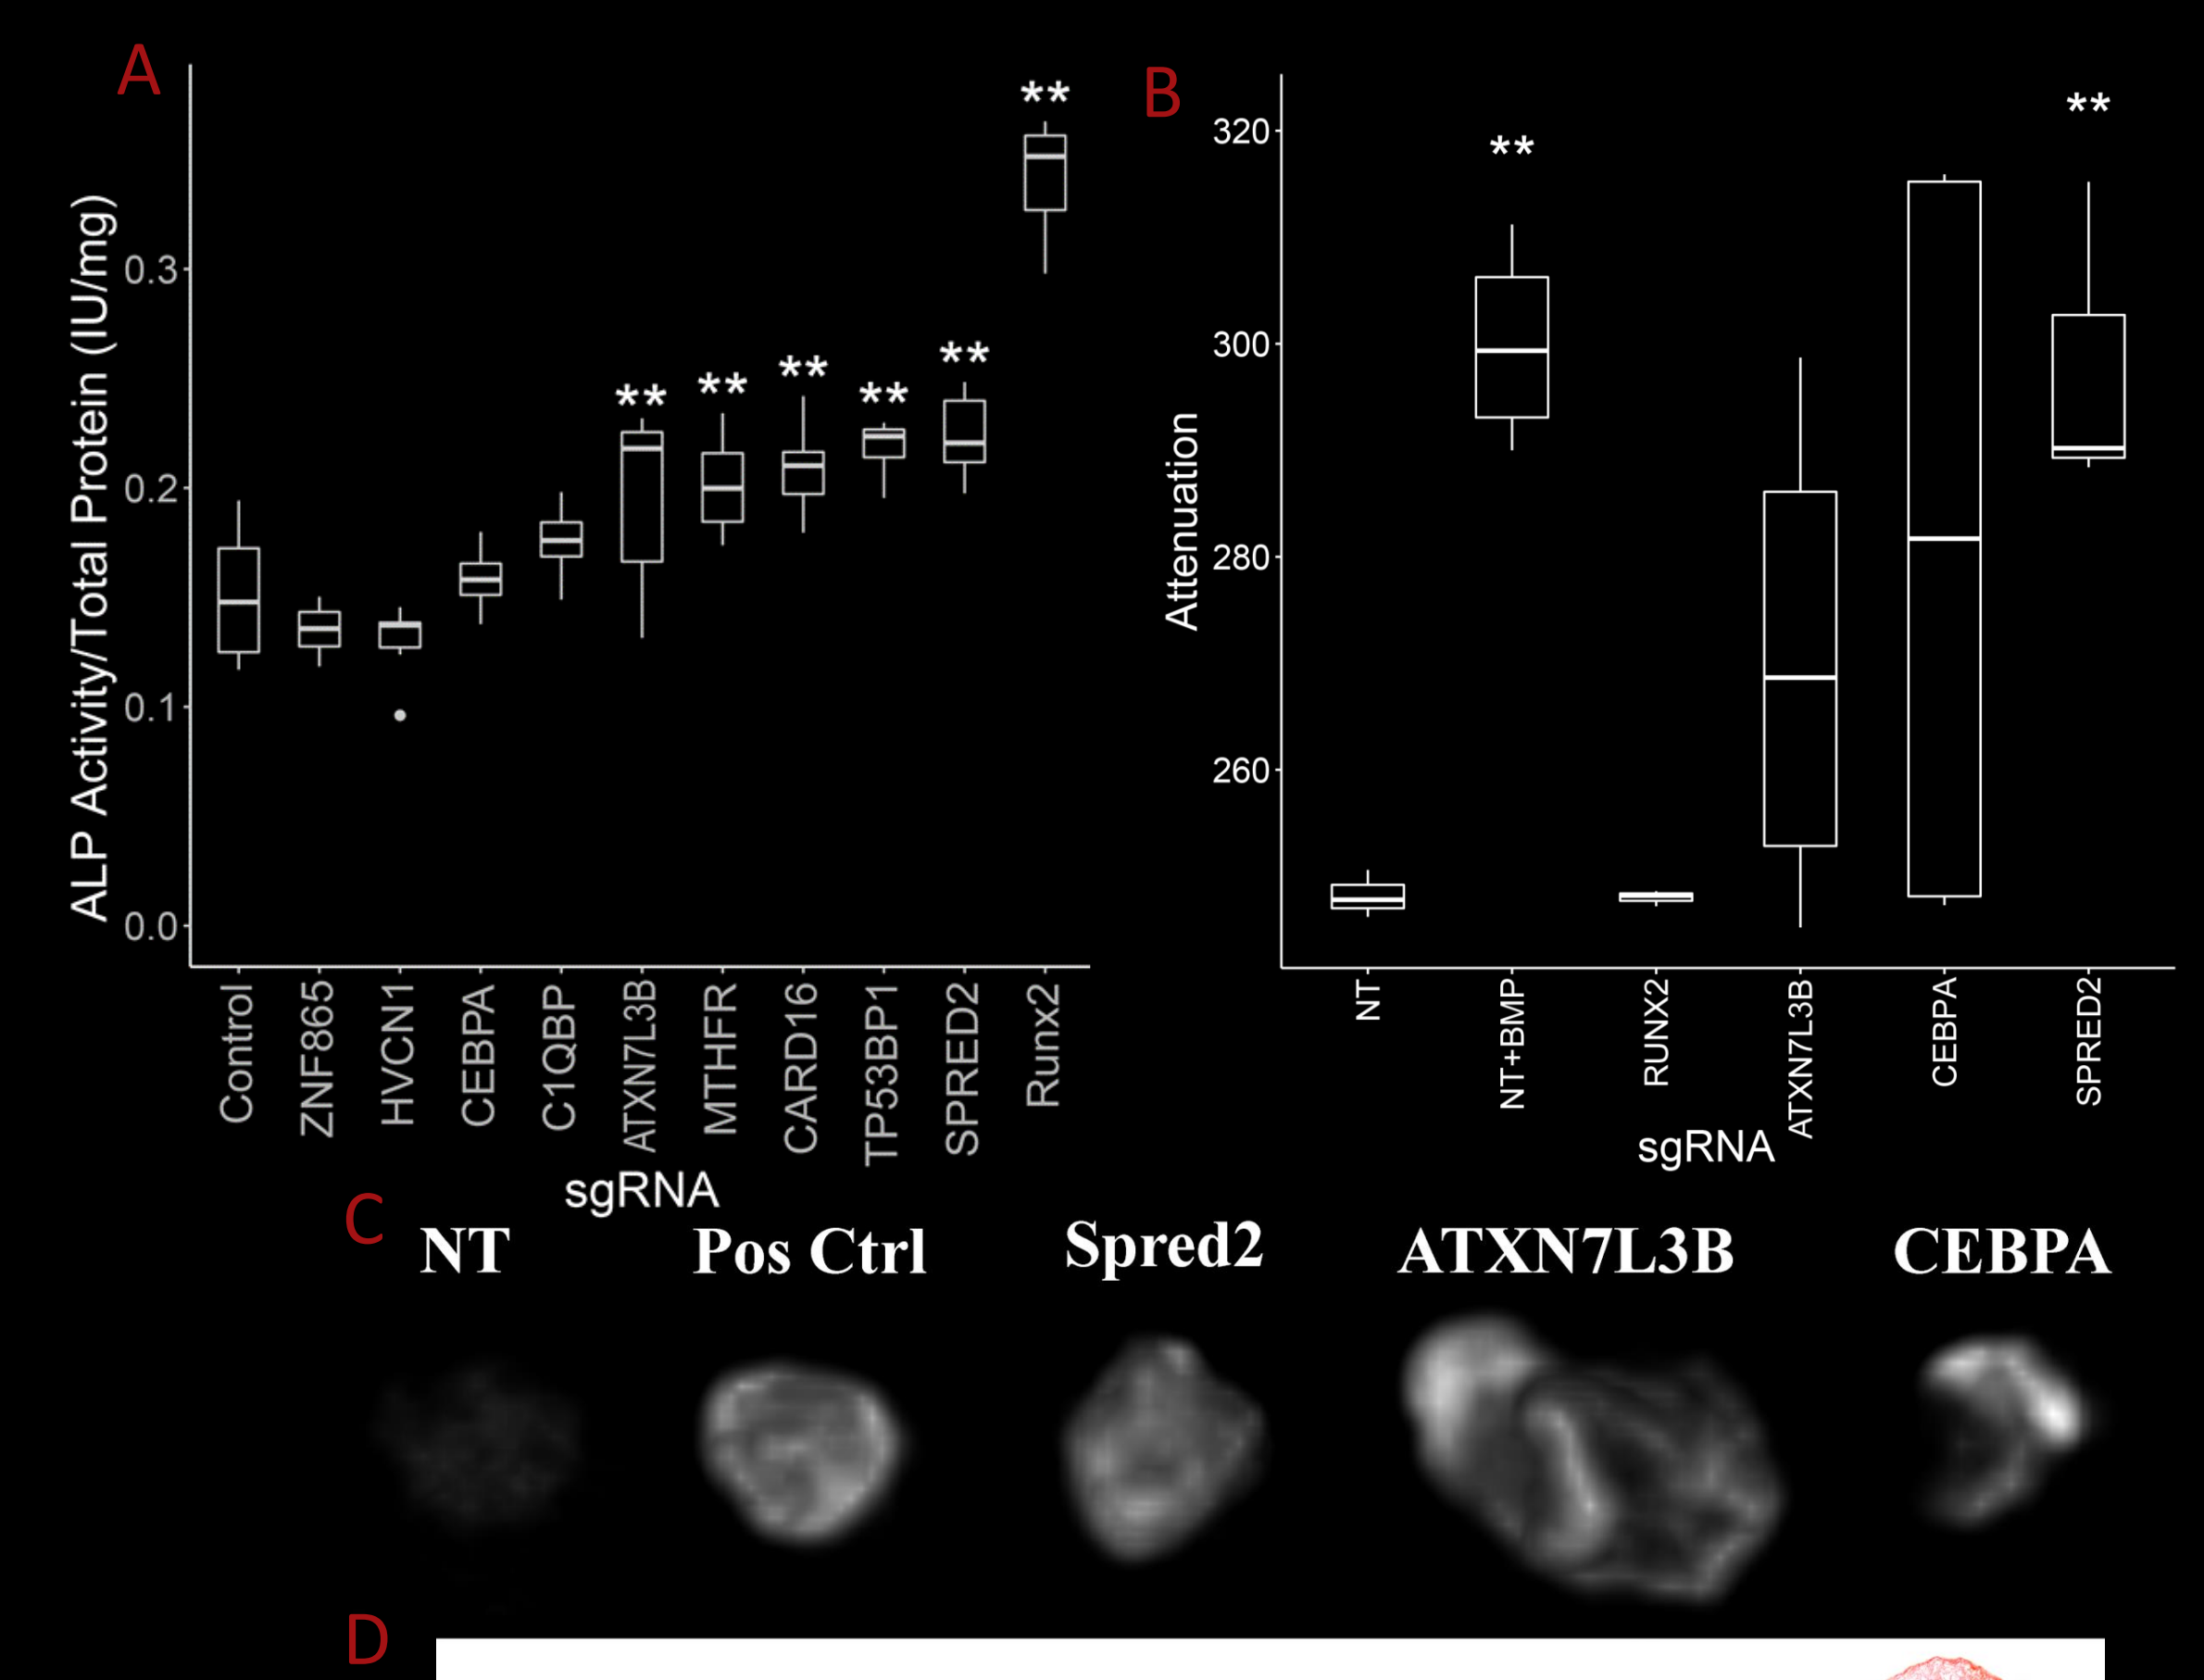 A
ALP Activity/Total Protein (IU/mg)
0.3
0.2
0.1
0.0
**
**
**
**
**
**
Control
ZNF865
HVCN1
CEBPA
C1QBP
ATXN7L3B
MTHFR
CARD16
TP53BP1
SPRED2
Runx2
sgRNA
B
Attenuation
320
300
280
260
**
**
NT
NT+BMP
RUNX2
ATXN7L3B
CEBPA
SPRED2
sgRNA
C
NT
Pos Ctrl
Spred2
ATXN7L3B
CEBPA
D